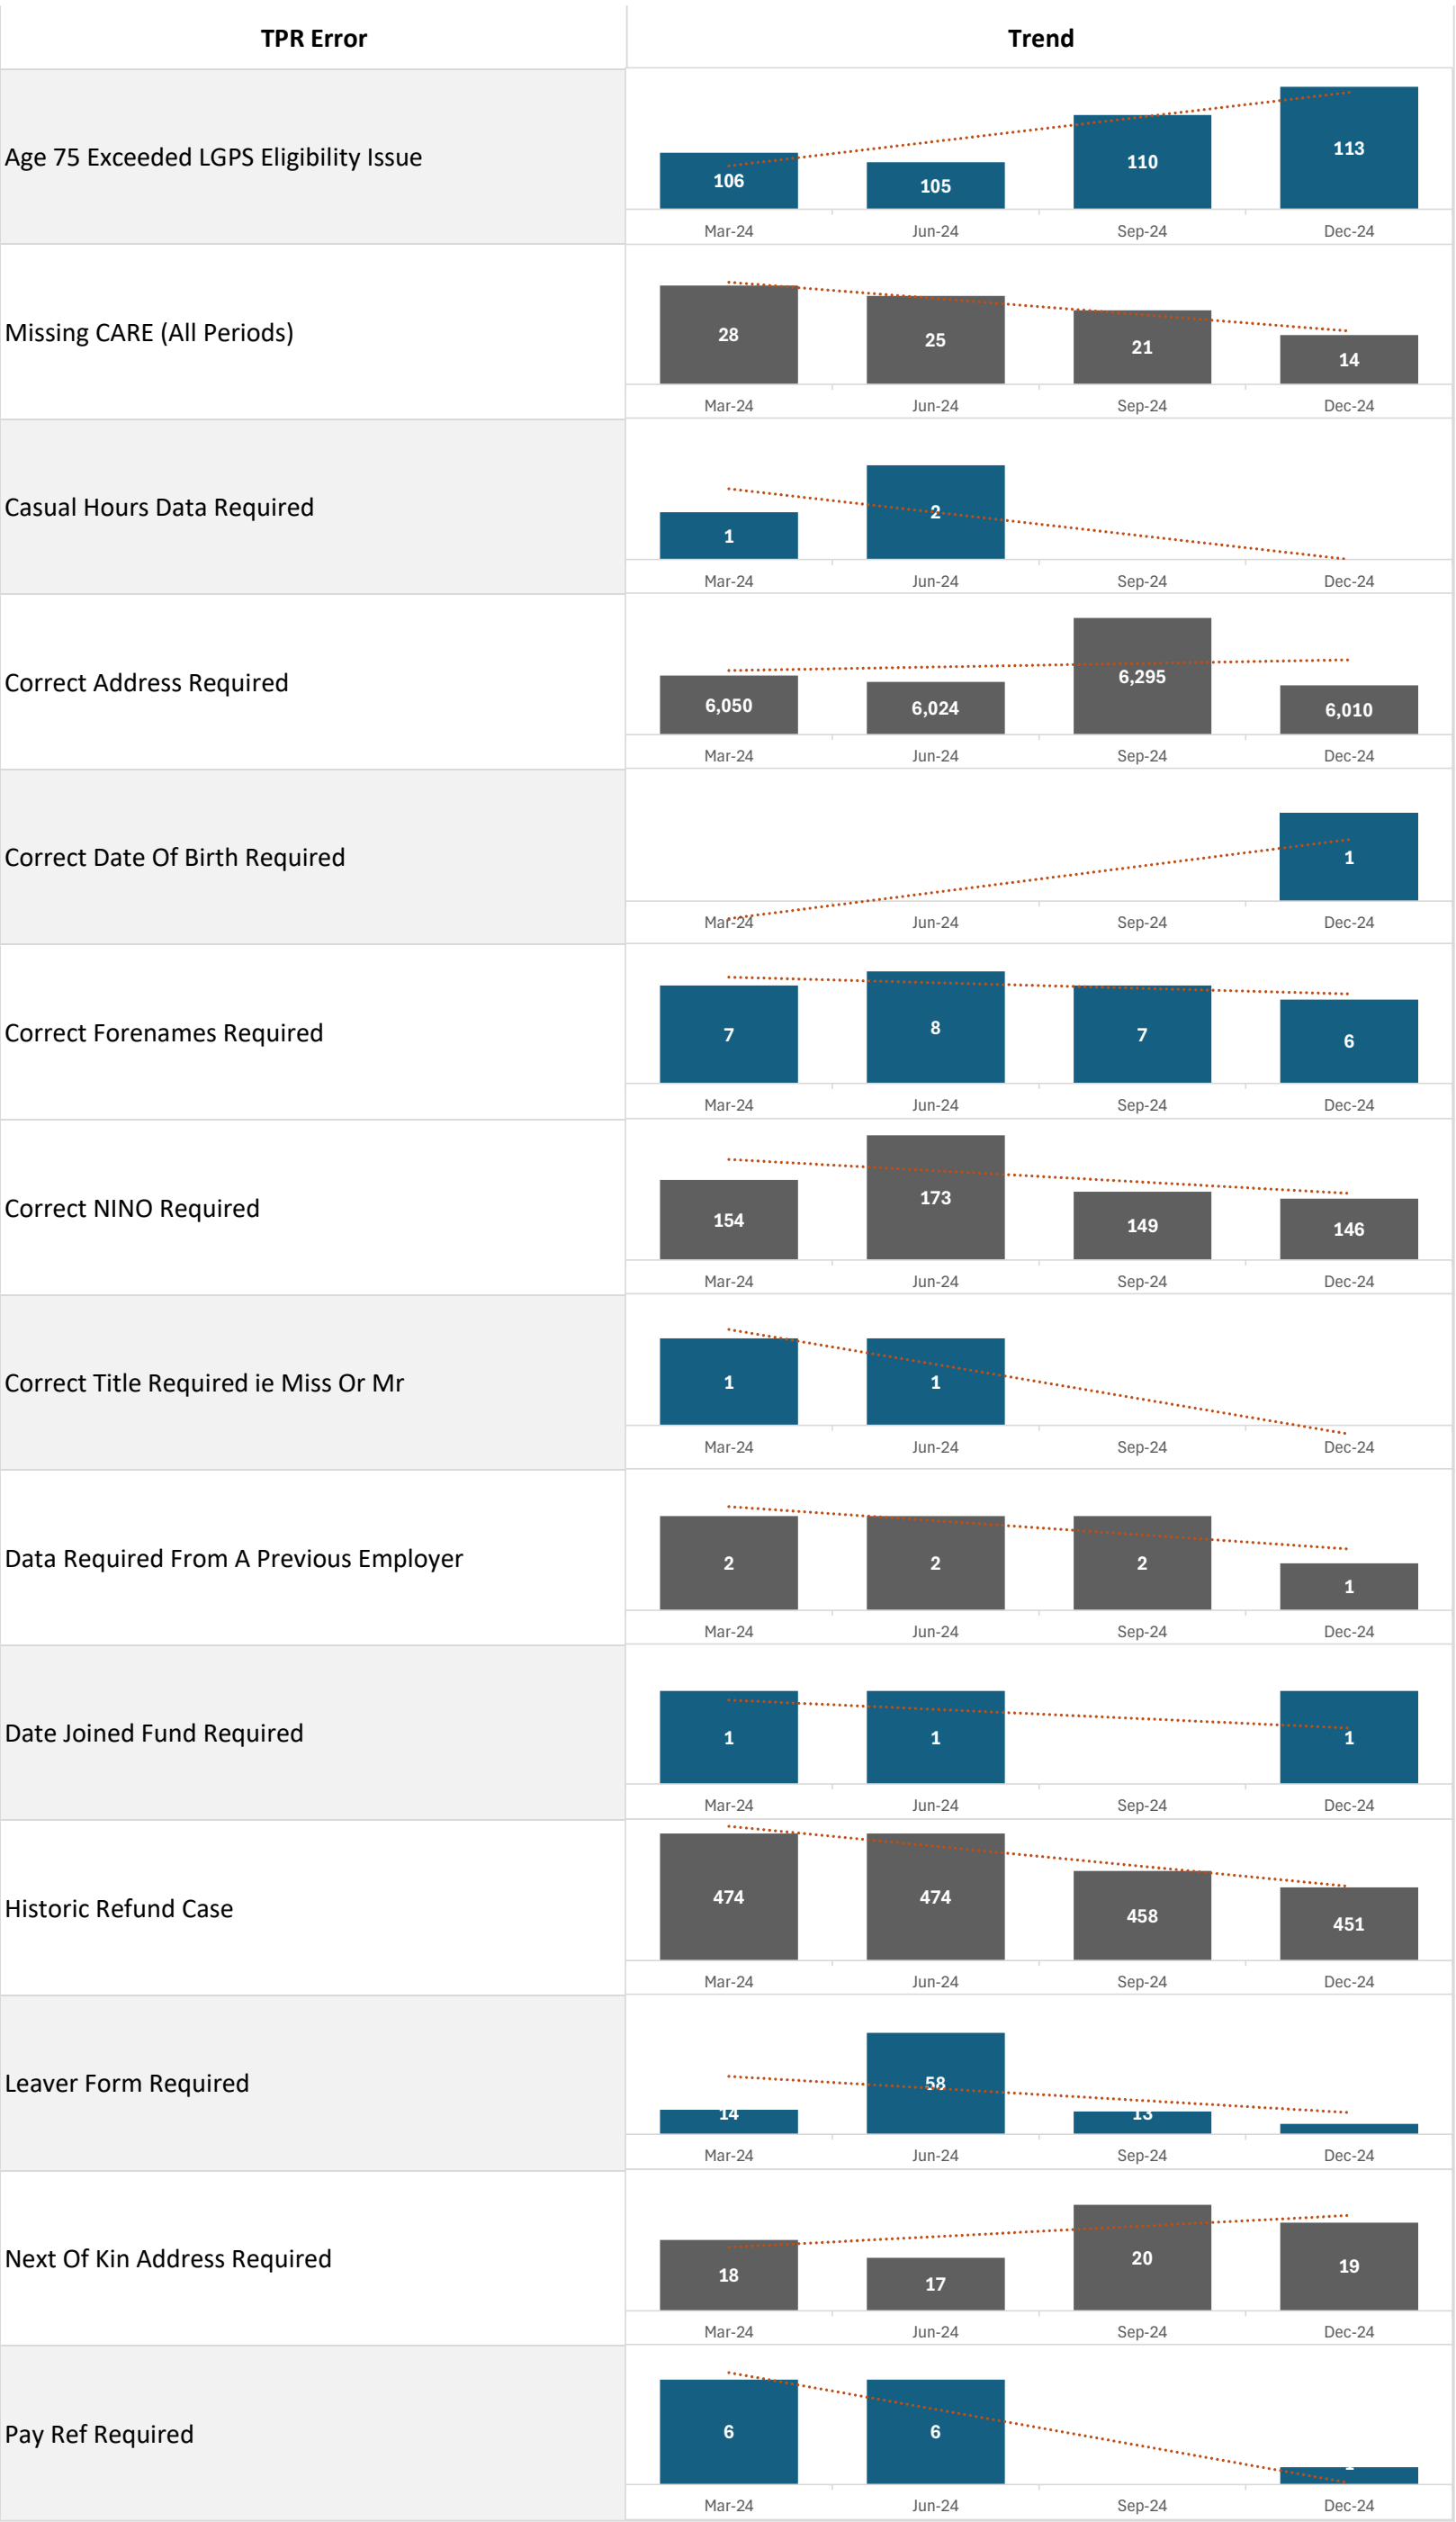 TPR Error
Trend
Age 75 Exceeded LGPS Eligibility Issue
106 105 110 113
Mar-24 Jun-24 Sep-24 Dec-24
Missing CARE (All Periods)
28 25 21 14
Mar-24 Jun-24 Sep-24 Dec-24
Casual Hours Data Required
1 2
Mar-24 Jun-24 Sep-24 Dec-24
Correct Address Required
6,050 6,024 6,295 6,010
Mar-24 Jun-24 Sep-24 Dec-24
Correct Date Of Birth Required
1
Mar-24 Jun-24 Sep-24 Dec-24
Correct Forenames Required
7 8 7 6
Mar-24 Jun-24 Sep-24 Dec-24
Correct NINO Required
154 173 149 146
Mar-24 Jun-24 Sep-24 Dec-24
Correct Title Required ie Miss Or Mr
1 1
Mar-24 Jun-24 Sep-24 Dec-24
Data Required From A Previous Employer
2 2 2 1
Mar-24 Jun-24 Sep-24 Dec-24
Date Joined Fund Required
1 1 1
Mar-24 Jun-24 Sep-24 Dec-24
Historic Refund Case
474 474 458 451
Mar-24 Jun-24 Sep-24 Dec-24
Leaver Form Required
14 58 13
Mar-24 Jun-24 Sep-24 Dec-24
Next Of Kin Address Required
18 17 20 19
Mar-24 Jun-24 Sep-24 Dec-24
Pay Ref Required
6 6
Mar-24 Jun-24 Sep-24 Dec-24